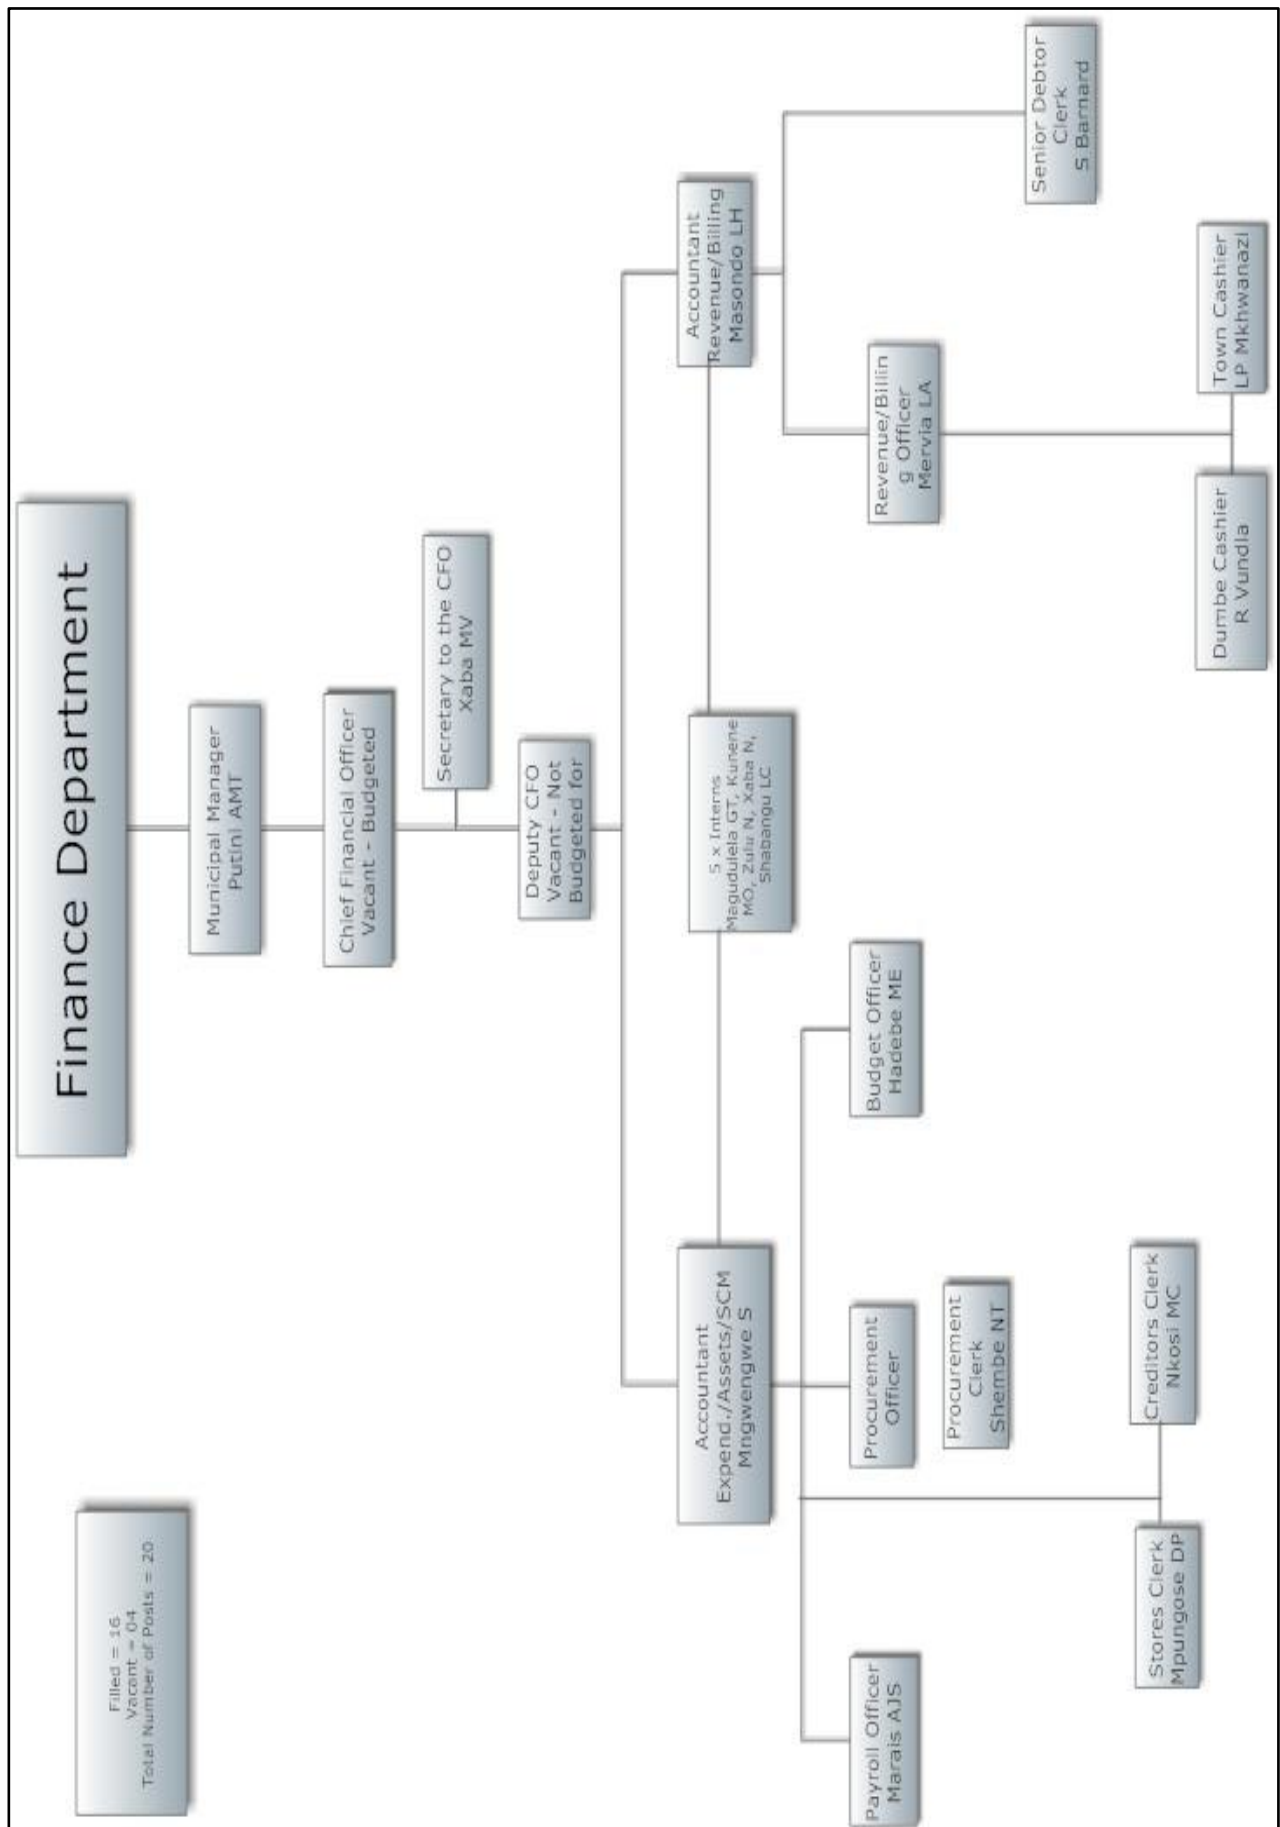 Finance Department
Filled = 16
Vacant = 04
Total Number of Posts = 20
Municipal Manager
Putini AMT
Chief Financial Officer
Vacant - Budgeted
Secretary to the CFO
Xaba MV
Deputy CFO
Vacant - Not
Budgeted for
Accountant
Expend./Assets/SCM
Mngwengwe S
5 x Interns
Magudulela GT, Kunene
MO, Zulu N, Xaba N,
Shabangu LC
Accountant
Revenue/Billing
Masondo LH
Payroll Officer
Marais AJS
Procurement
Officer
Budget Officer
Hadebe ME
Revenue/Billin
g Officer
Mervia LA
Procurement
Clerk
Shembe NT
Senior Debtor
Clerk
S Barnard
Stores Clerk
Mpungose DP
Creditors Clerk
Nkosi MC
Dumbe Cashier
R Vundla
Town Cashier
LP Mkhwanazi